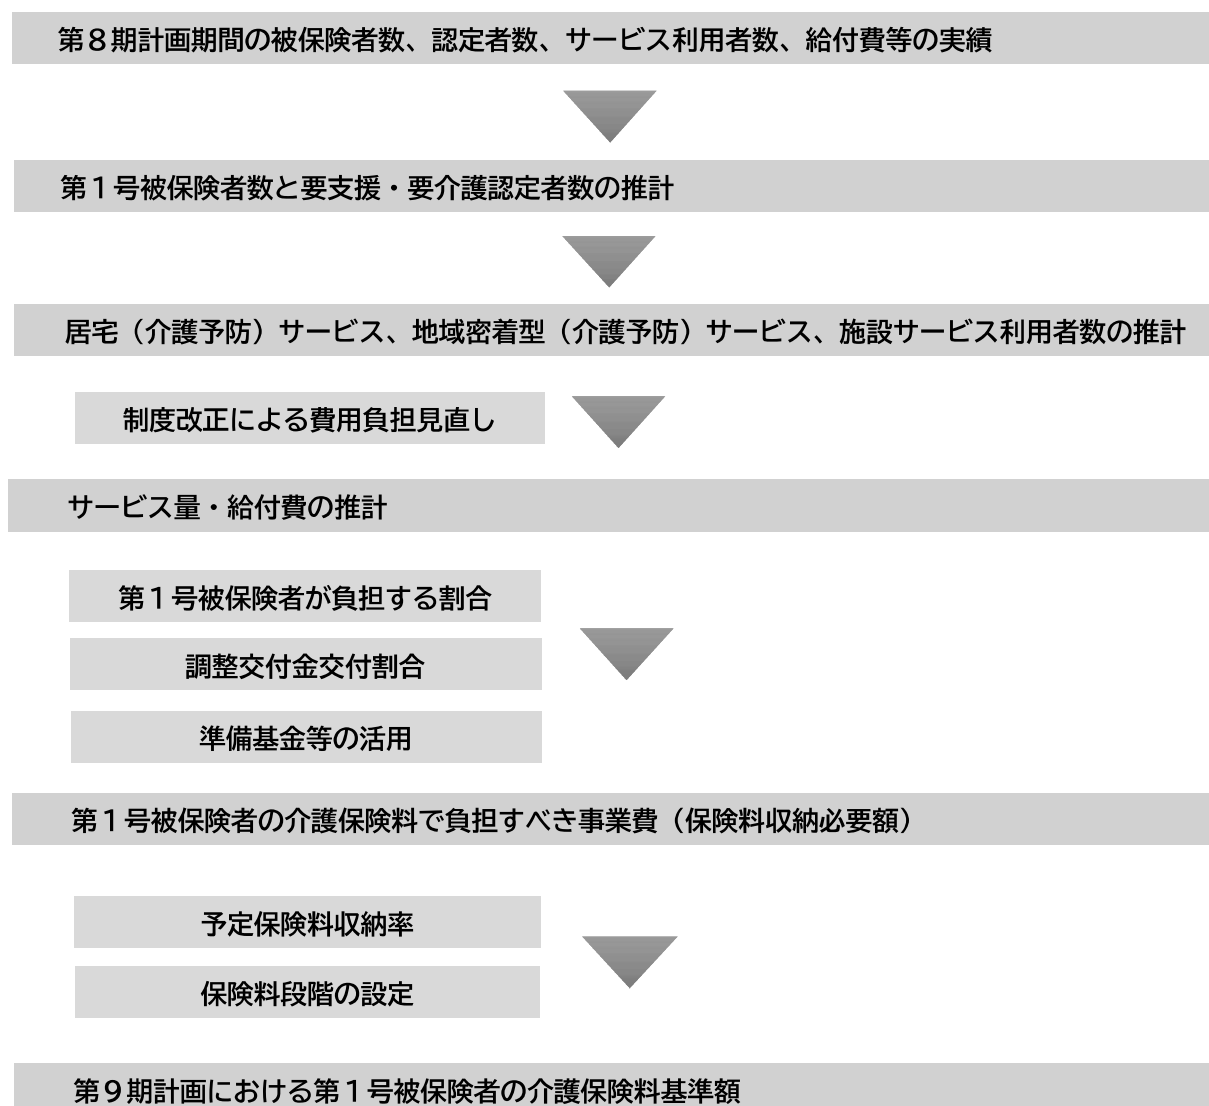 第８期計画期間の被保険者数、認定者数、サービス利用者数、給付費等の実績
第１号被保険者数と要支援・要介護認定者数の推計
居宅（介護予防）サービス、地域密着型（介護予防）サービス、施設サービス利用者数の推計
制度改正による費用負担見直し
サービス量・給付費の推計
第１号被保険者が負担する割合
調整交付金交付割合
準備基金等の活用
第１号被保険者の介護保険料で負担すべき事業費（保険料収納必要額）
予定保険料収納率
保険料段階の設定
第９期計画における第１号被保険者の介護保険料基準額